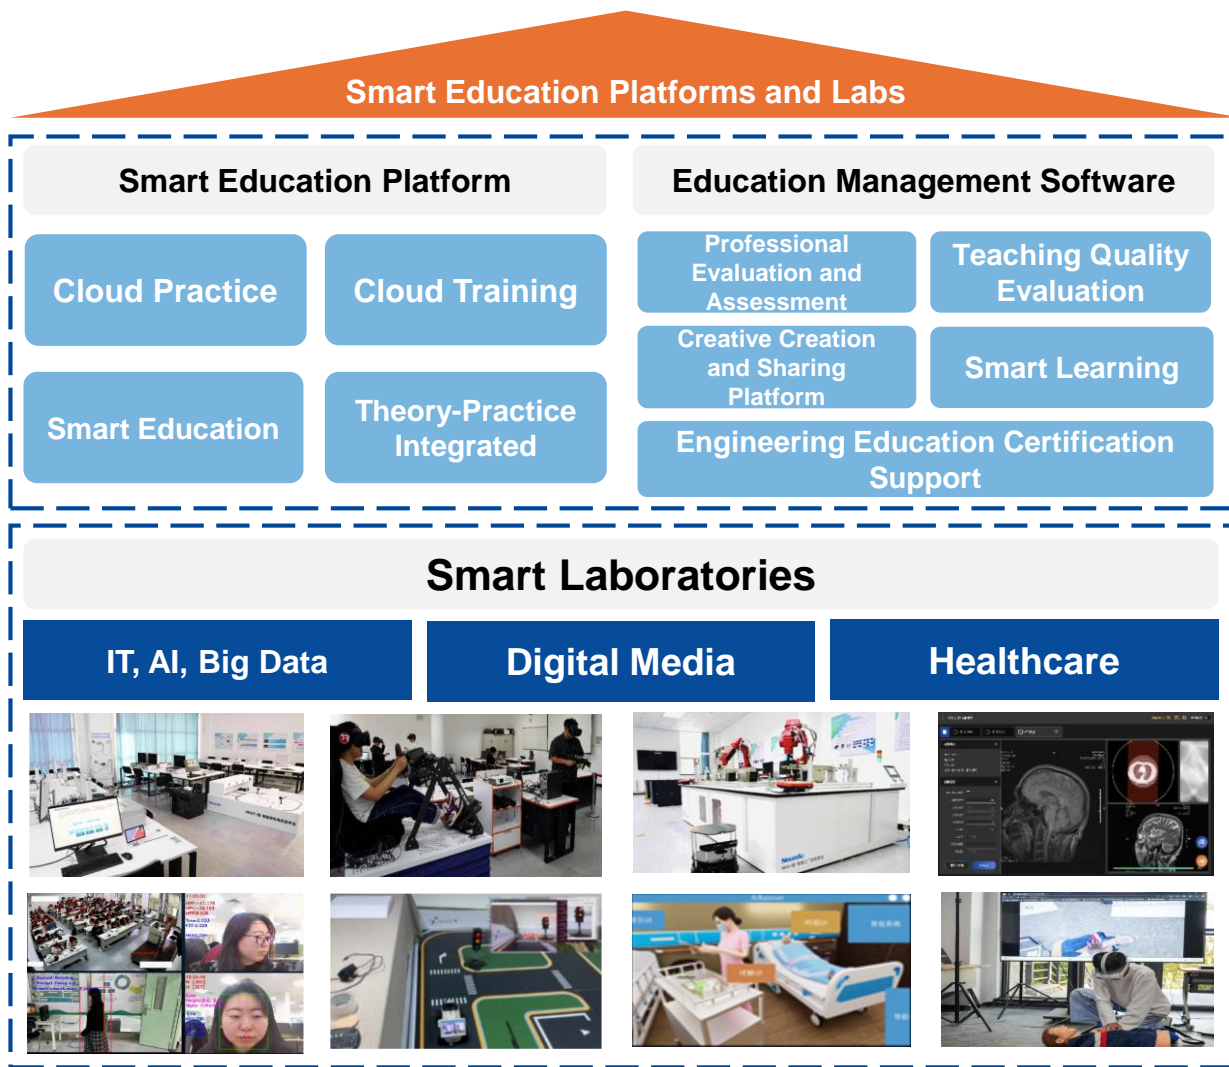 Smart Education Platforms and Labs
Smart Education Platform
Education Management Software
Cloud Practice
Cloud Training
Smart Education
Theory-Practice
Integrated
Professional
Evaluation and
Assessment
Teaching Quality
Evaluation
Creative Creation
and Sharing
Platform
Smart Learning
Engineering Education Certification
Support
Smart Laboratories
IT, AI, Big Data
Digital Media
Healthcare
Neuedu